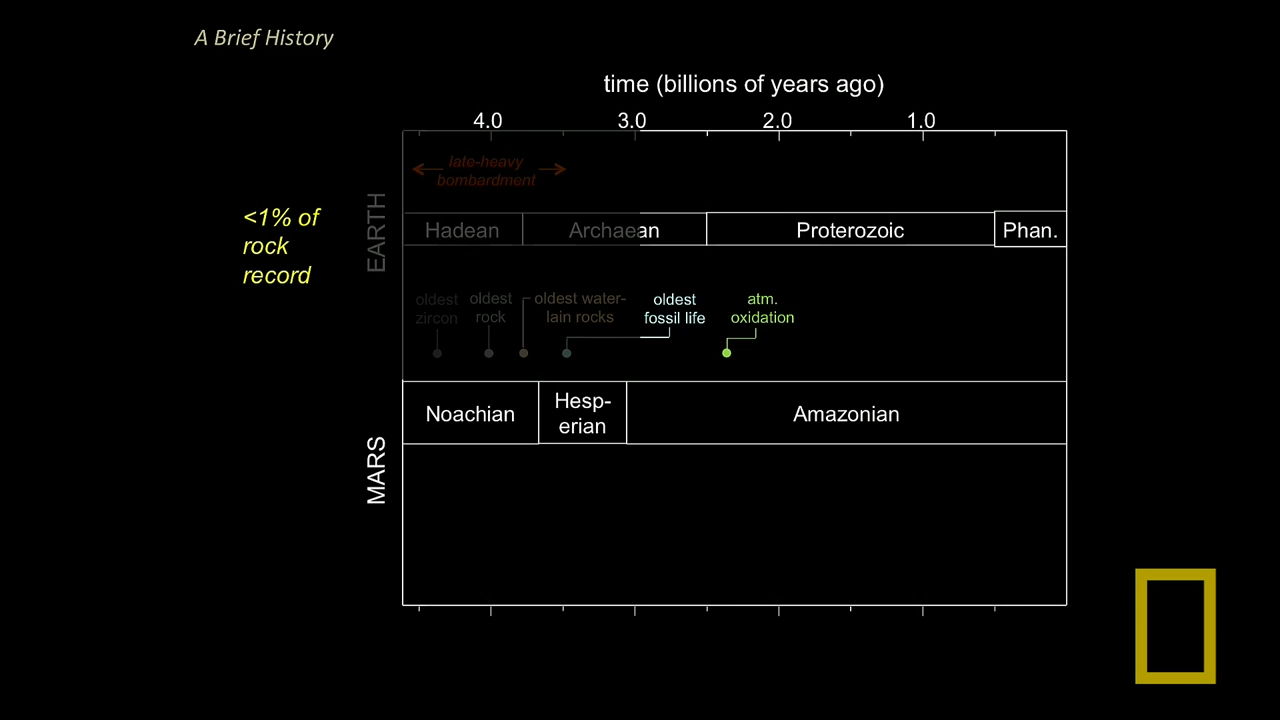 A Brief History
time (billions of years ago)
4.0 3.0 2.0 1.0
late-heavy
bombardment
<1% of
rock
record
EARTH
Hadean Archaean Proterozoic Phan.
oldest
zircon
oldest
rock
oldest water-
lain rocks
oldest
fossil life
atm.
oxidation
MARS
Noachian
Hesp-
erian
Amazonian